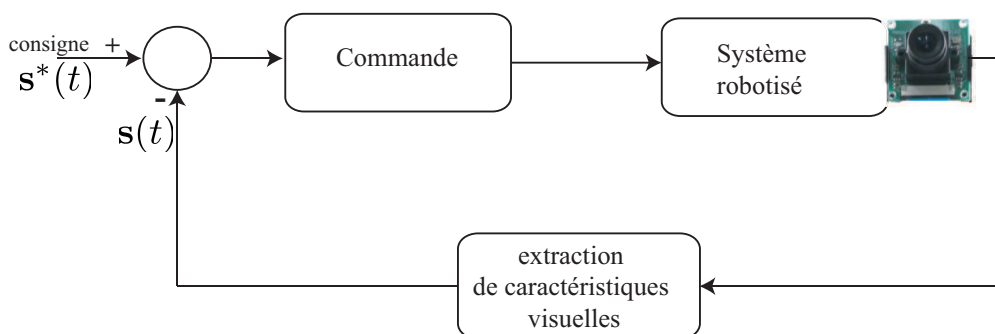 consigne +
s*(t)
-
s(t)
Commande
Système
robotisé
extraction
de caractéristiques
visuelles